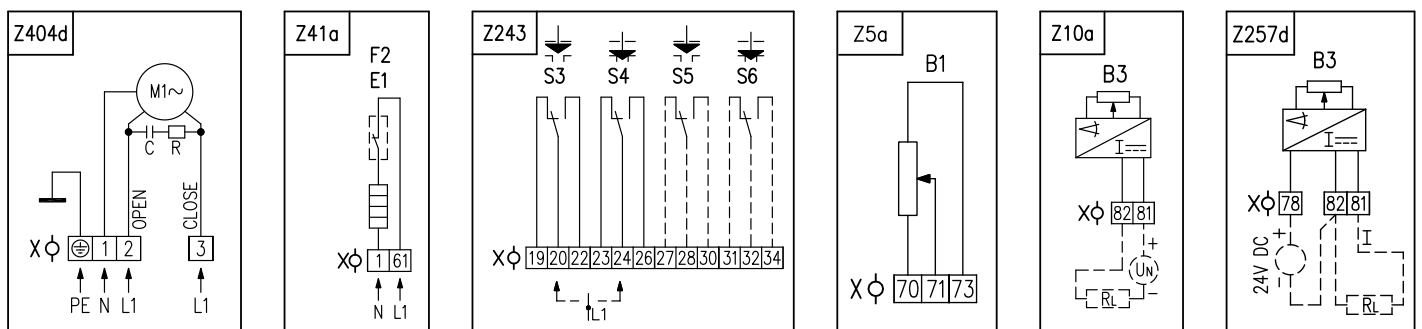 Z404d
M1~
C R
OPEN
CLOSE
X 1 2 3
PE N L1 L1
Z41a
F2
E1
X 1 61
N L1
Z243
S3 S4 S5 S6
X 19 20 22 23 24 26 27 28 30 31 32 34
L1
Z5a
B1
X 70 71 73
Z10a
B3
I
X 82 81
+
UN
-
RL
Z257d
B3
I
X 78 82 81
+ I
24V DC
-
RL